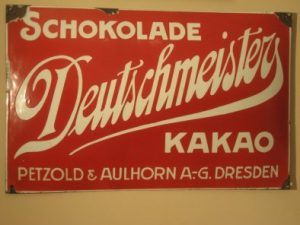 SCHOKOLADE
Deutschmeister
KAKAO
PETZOLD & AULHORN A.-G. DRESDEN